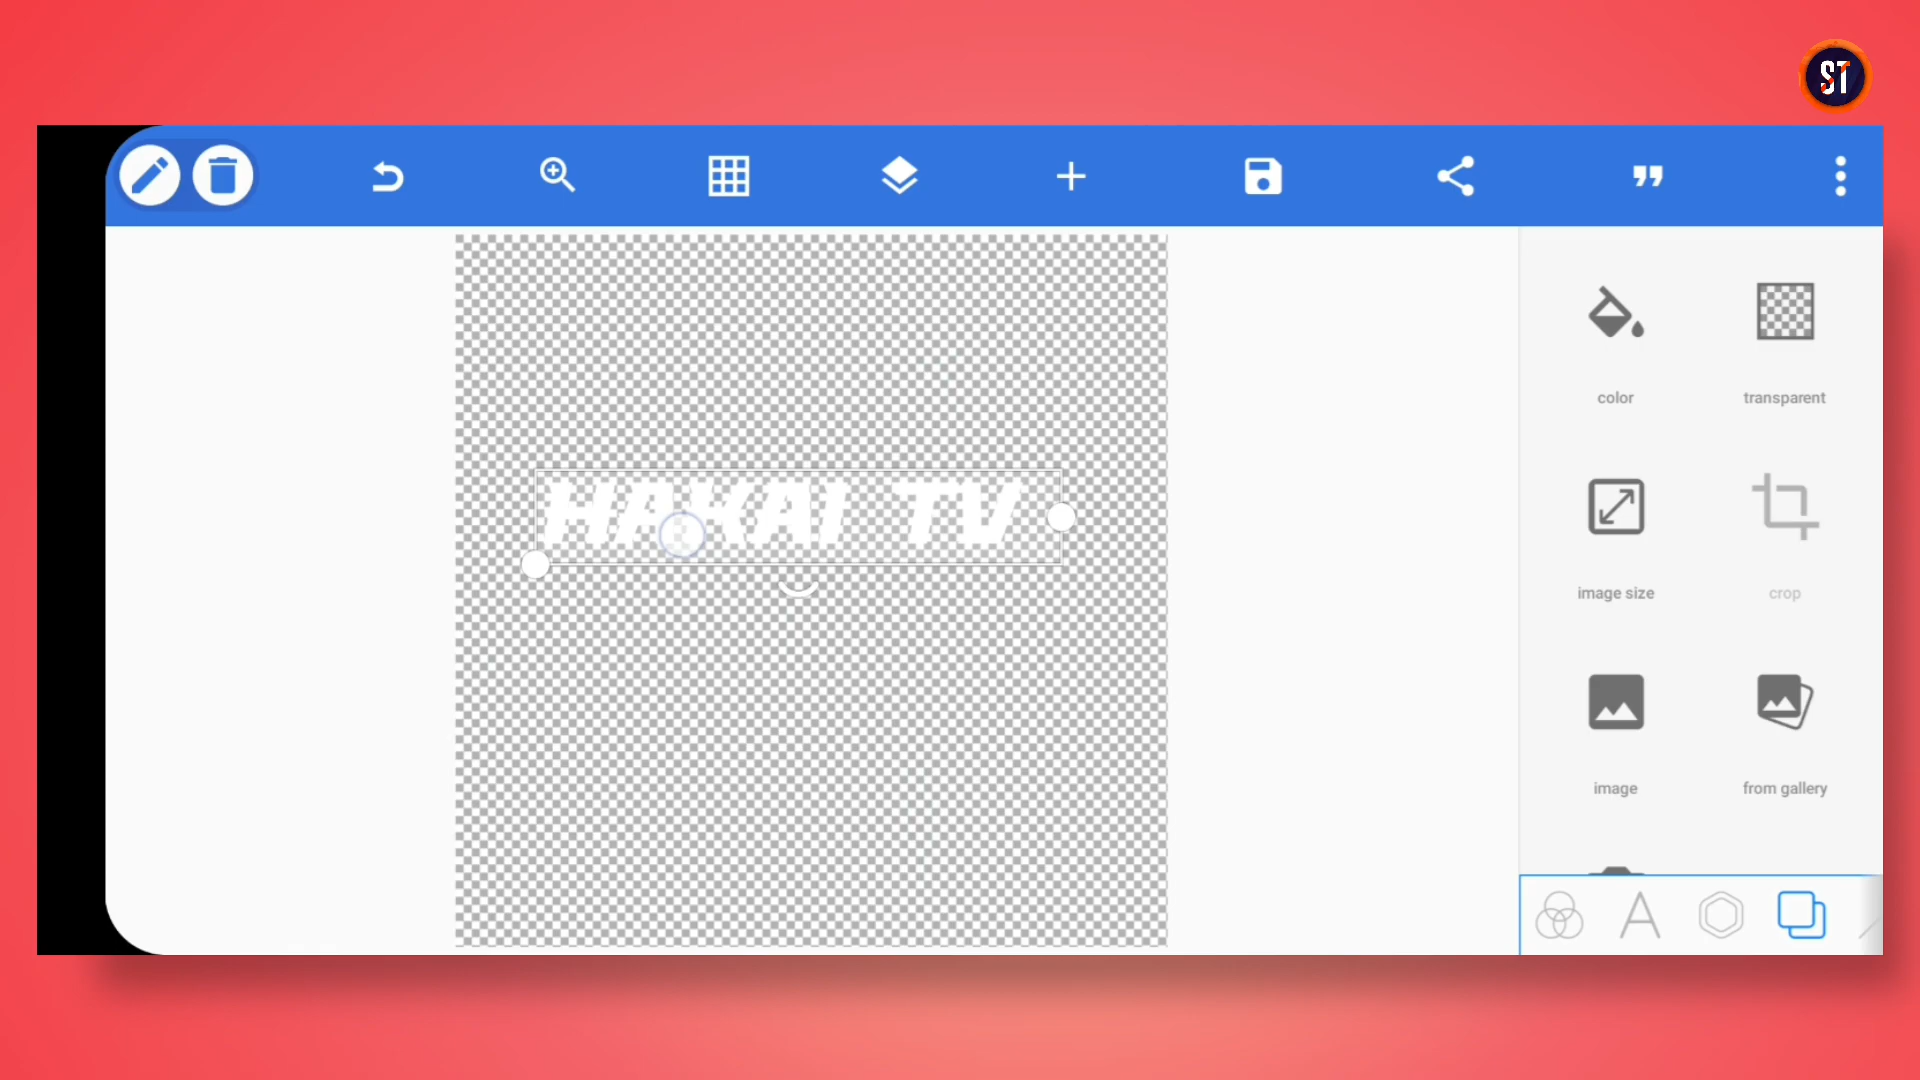 ST
HAKAI TV
color
transparent
image size
crop
image
from gallery